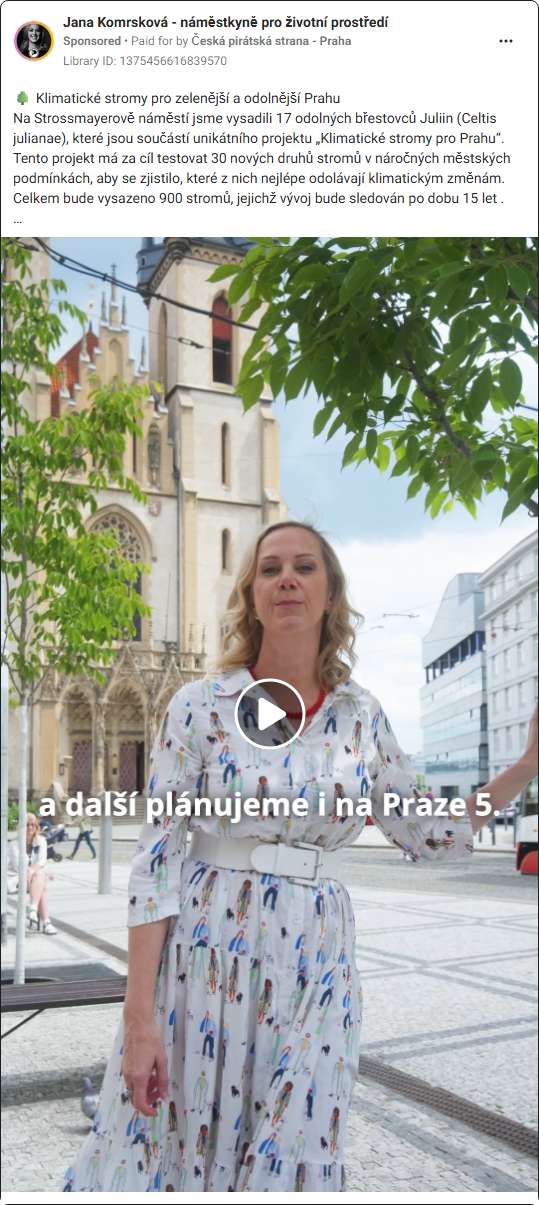 Jana Komrsková - náměstkyně pro životní prostředí
Sponsored • Paid for by Česká pirátská strana - Praha
Library ID: 1375456616839570
🌳 Klimatické stromy pro zelenější a odolnější Prahu
Na Strossmayerově náměstí jsme vysadili 17 odolných břestovců Juliin (Celtis
julianae), které jsou součástí unikátního projektu „Klimatické stromy pro Prahu“.
Tento projekt má za cíl testovat 30 nových druhů stromů v náročných městských
podmínkách, aby se zjistilo, které z nich nejlépe odolávají klimatickým změnám.
Celkem bude vysazeno 900 stromů, jejichž vývoj bude sledován po dobu 15 let .
...
a další plánujeme i na Praze 5.